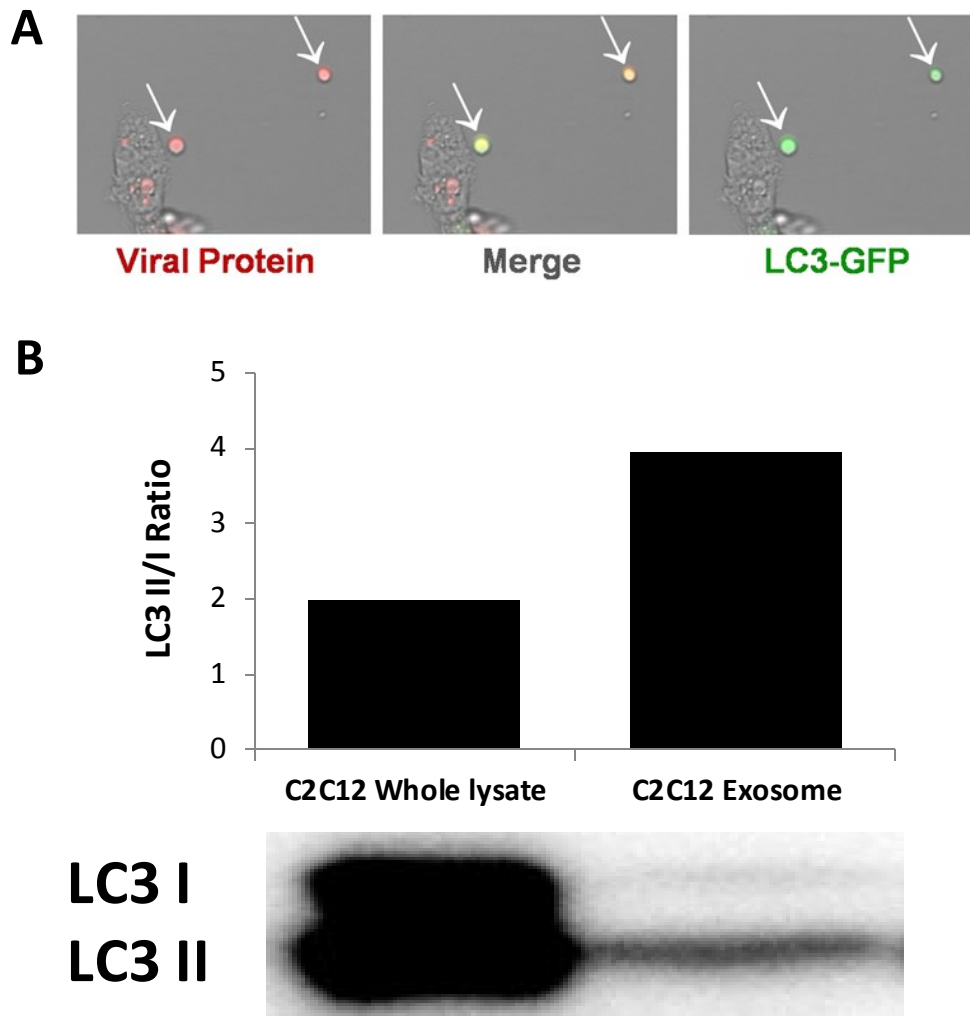 A
Viral Protein
Merge
LC3-GFP
B
LC3 II/I Ratio
5
4
3
2
1
0
C2C12 Whole lysate
C2C12 Exosome
LC3 I
LC3 II